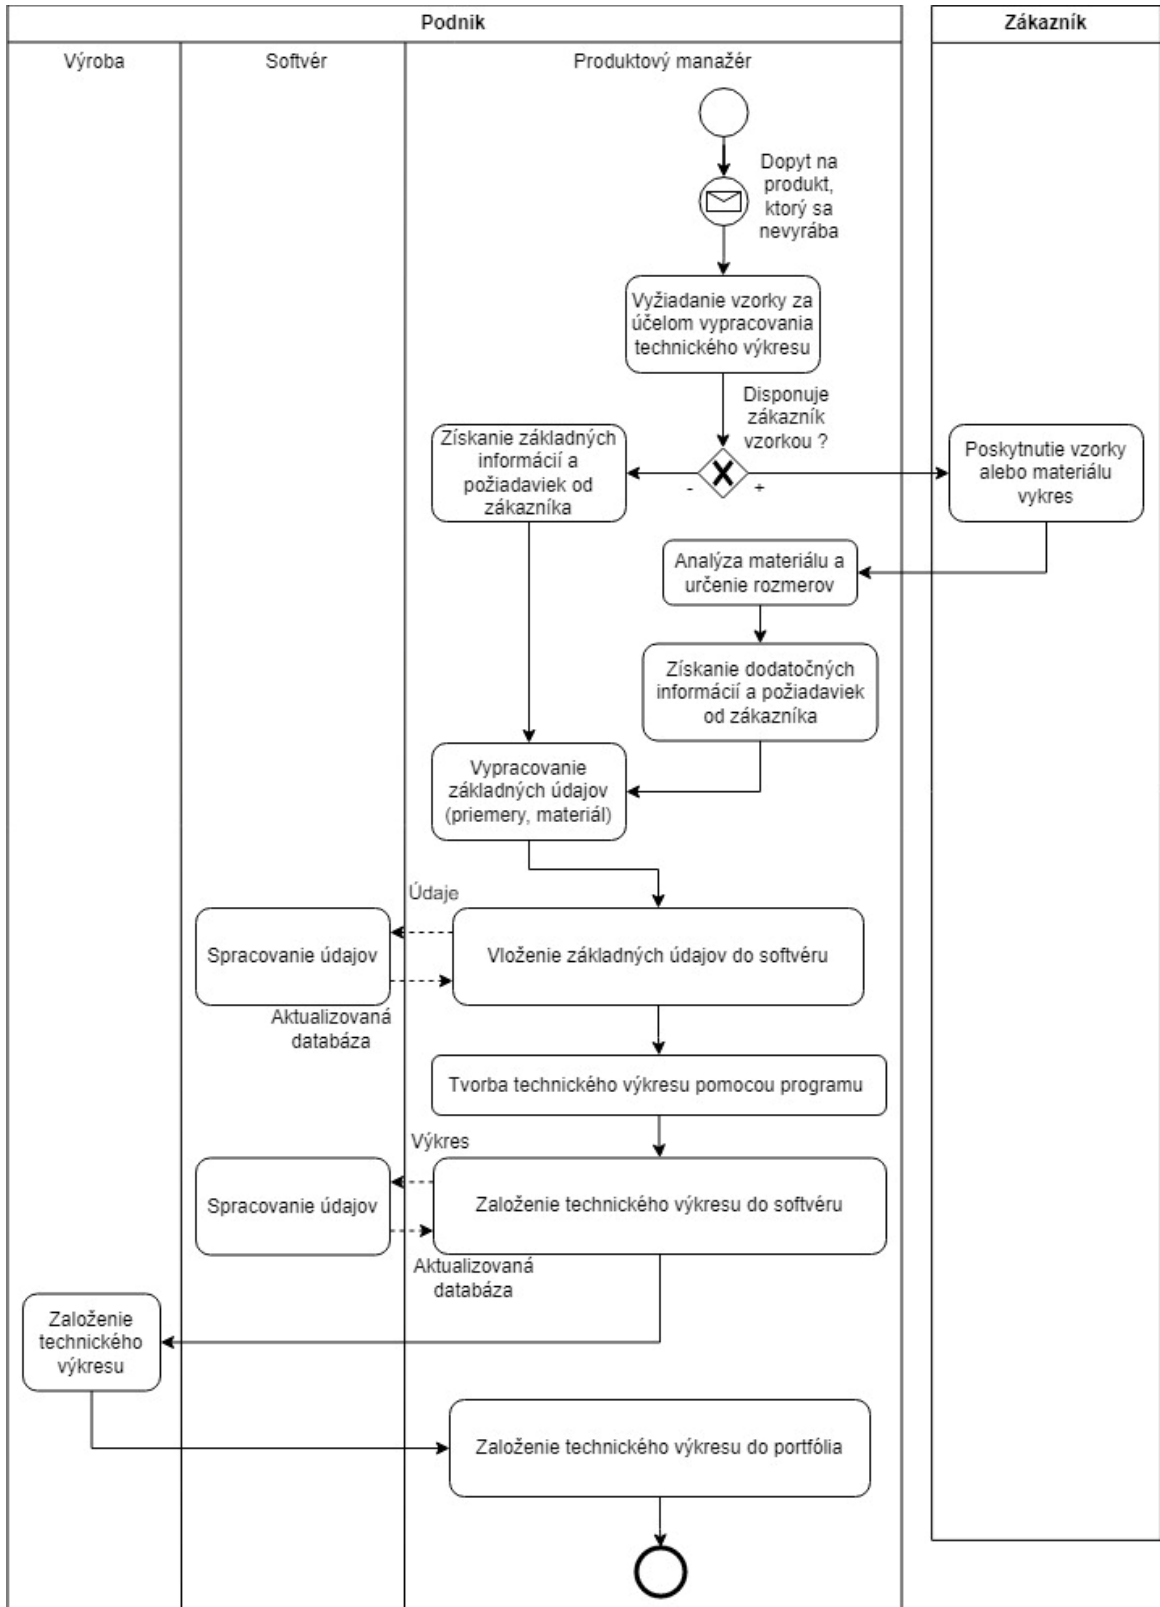 Podnik
Zákazník
Výroba
Softvér
Produktový manažér
Dopyt na
produkt,
ktorý sa
nevyrába
Vyžiadanie vzorky za
účelom vypracovania
technického výkresu
Disponuje
zákazník
vzorkou ?
Získanie základných
informácií a
požiadaviek od
zákazníka
-
+
Poskytnutie vzorky
alebo materiálu
vykres
Analýza materiálu a
určenie rozmerov
Získanie dodatočných
informácií a požiadaviek
od zákazníka
Vypracovanie
základných údajov
(priemery, materiál)
Údaje
Spracovanie údajov
Vloženie základných údajov do softvéru
Aktualizovaná
databáza
Tvorba technického výkresu pomocou programu
Výkres
Spracovanie údajov
Založenie technického výkresu do softvéru
Aktualizovaná
databáza
Založenie
technického
výkresu
Založenie technického výkresu do portfólia